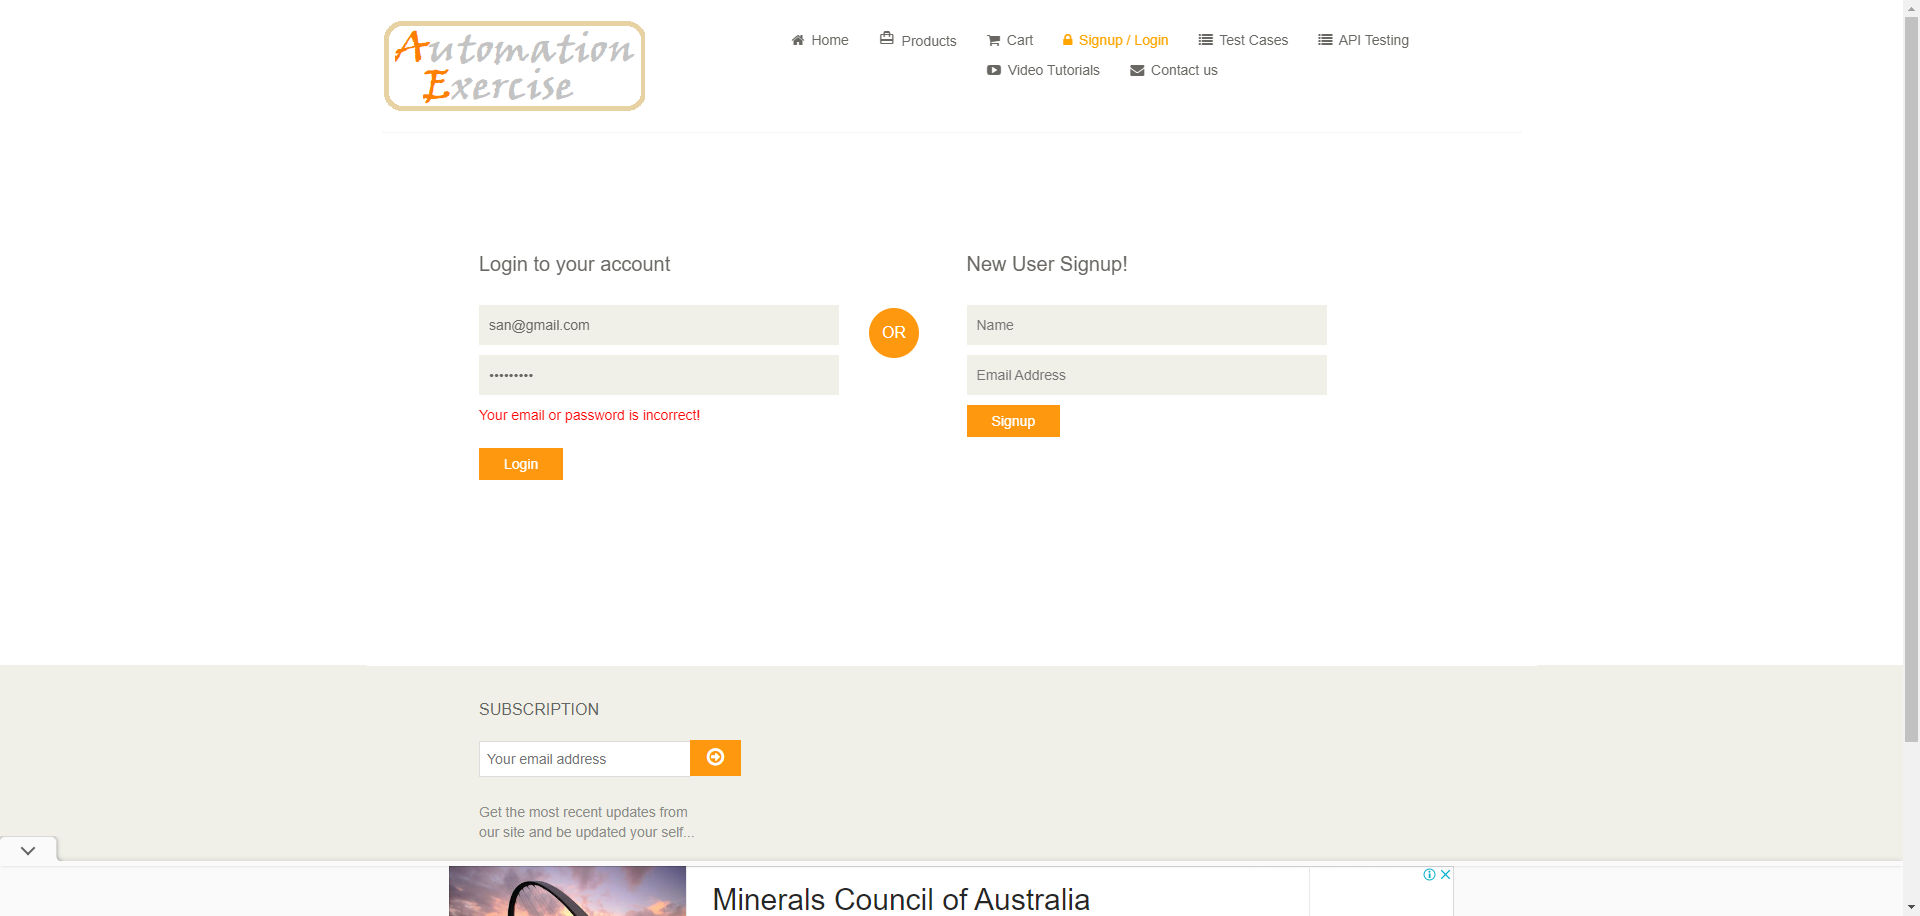 Automation
Exercise
Home
Products
Cart
Signup / Login
Test Cases
API Testing
Video Tutorials
Contact us
Login to your account
san@gmail.com
•••••••••
Your email or password is incorrect!
Login
OR
New User Signup!
Name
Email Address
Signup
SUBSCRIPTION
Your email address
Get the most recent updates from
our site and be updated your self...
Minerals Council of Australia